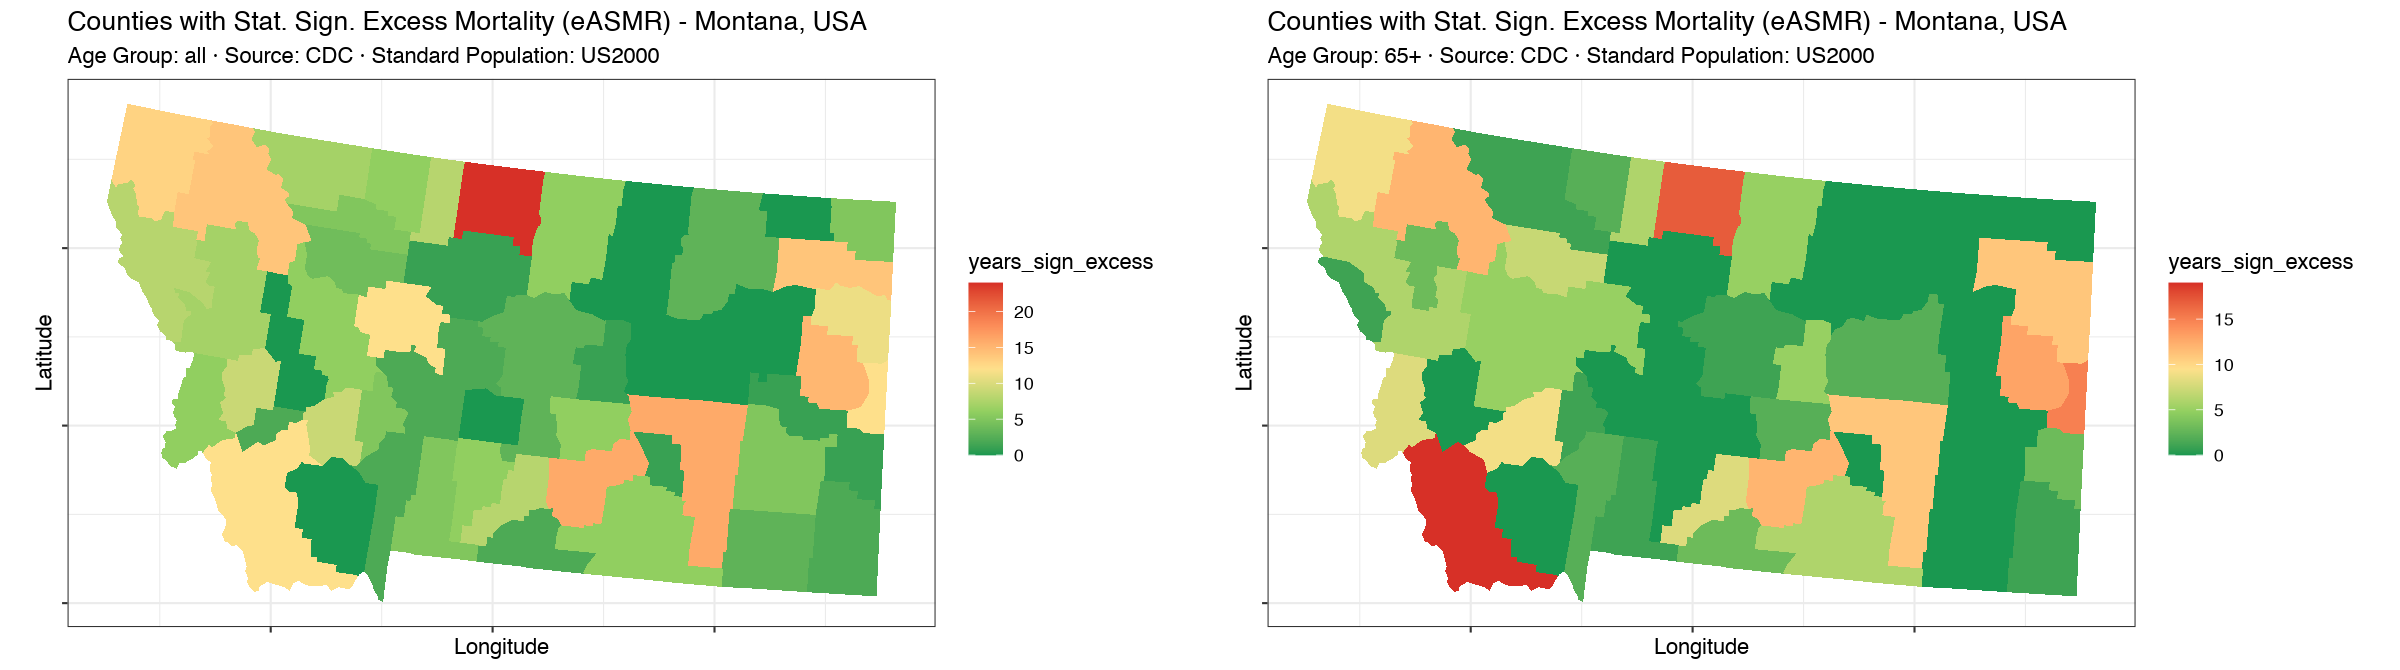 Counties with Stat. Sign. Excess Mortality (eASMR) - Montana, USA
Age Group: all · Source: CDC · Standard Population: US2000
Latitude
Longitude
years_sign_excess
20
15
10
5
0
Counties with Stat. Sign. Excess Mortality (eASMR) - Montana, USA
Age Group: 65+ · Source: CDC · Standard Population: US2000
Latitude
Longitude
years_sign_excess
15
10
5
0